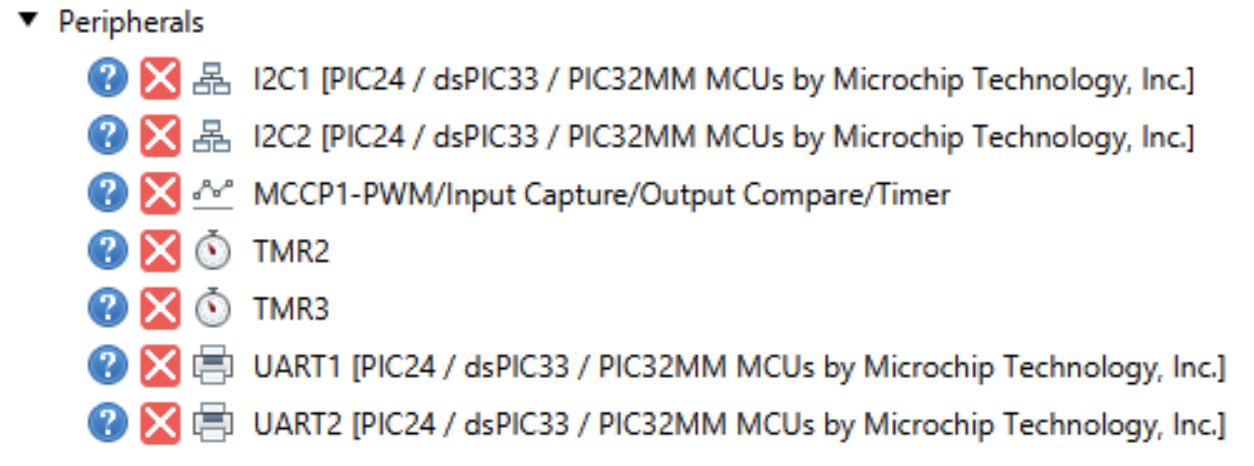 Peripherals
I2C1 [PIC24 / dsPIC33 / PIC32MM MCUs by Microchip Technology, Inc.]
I2C2 [PIC24 / dsPIC33 / PIC32MM MCUs by Microchip Technology, Inc.]
MCCP1-PWM/Input Capture/Output Compare/Timer
TMR2
TMR3
UART1 [PIC24 / dsPIC33 / PIC32MM MCUs by Microchip Technology, Inc.]
UART2 [PIC24 / dsPIC33 / PIC32MM MCUs by Microchip Technology, Inc.]